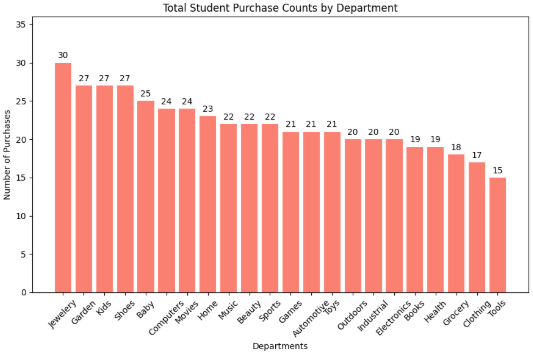 Total Student Purchase Counts by Department
Number of Purchases
35
30
25
20
15
10
5
0
30
27
27
27
25
24
24
23
22
22
22
21
21
21
20
20
20
19
19
18
17
15
Jewelery
Garden
Kids
Shoes
Baby
Computers
Movies
Home
Music
Beauty
Sports
Games
Automotive
Toys
Outdoors
Industrial
Electronics
Books
Health
Grocery
Clothing
Tools
Departments